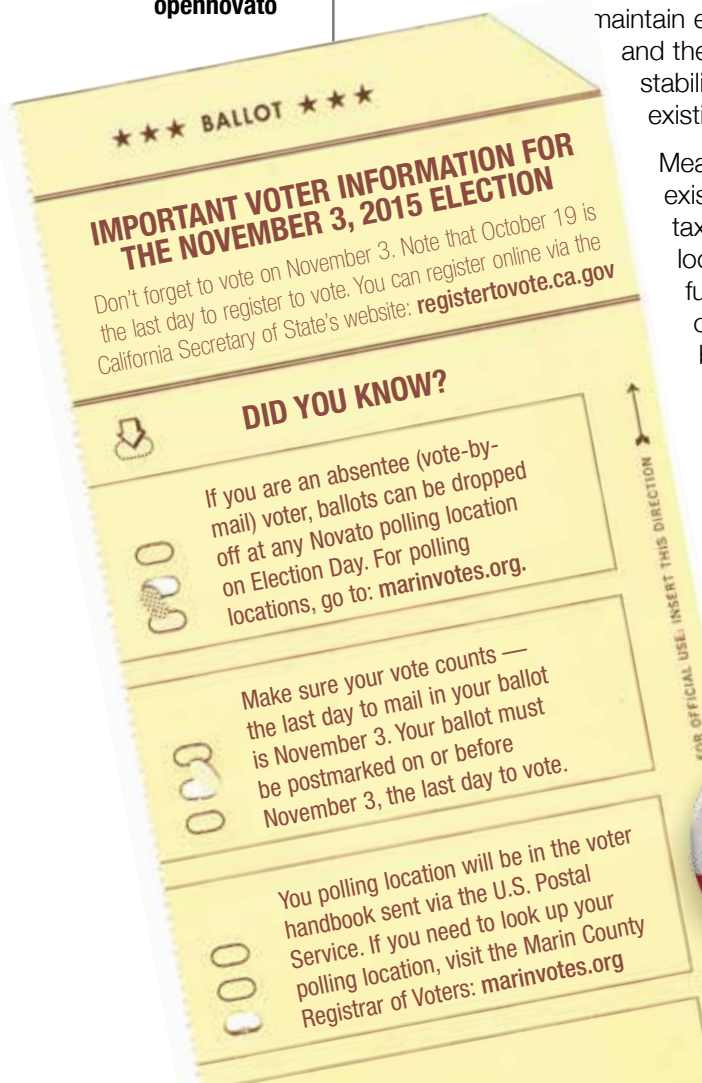 opennovato
maintain e
and the
stabili
existi
Mea
exis
tax
loc
fu
★★★ BALLOT ★★★
IMPORTANT VOTER INFORMATION FOR
THE NOVEMBER 3, 2015 ELECTION
Don't forget to vote on November 3. Note that October 19 is
the last day to register to vote. You can register online via the
California Secretary of State's website: registertovote.ca.gov
DID YOU KNOW?
If you are an absentee (vote-by-
mail) voter, ballots can be dropped
off at any Novato polling location
on Election Day. For polling
locations, go to: marinvotes.org.
Make sure your vote counts —
the last day to mail in your ballot
is November 3. Your ballot must
be postmarked on or before
November 3, the last day to vote.
You polling location will be in the voter
handbook sent via the U.S. Postal
Service. If you need to look up your
polling location, visit the Marin County
Registrar of Voters: marinvotes.org
FOR OFFICIAL USE: INSERT THIS DIRECTION